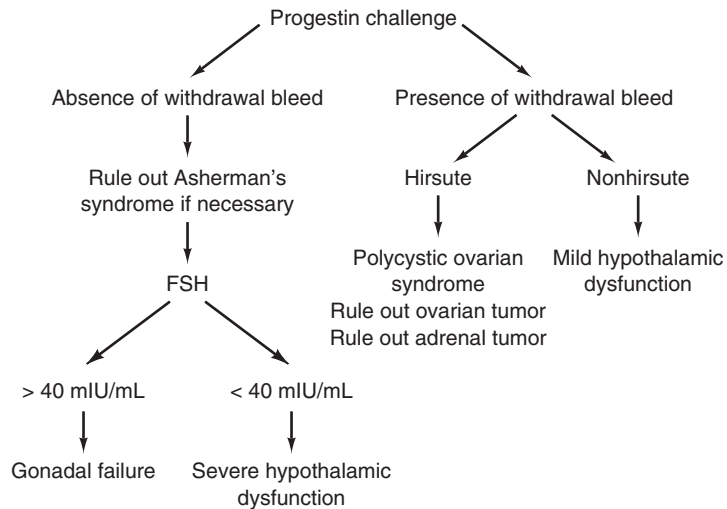 Progestin challenge
Absence of withdrawal bleed
Presence of withdrawal bleed
Rule out Asherman's
syndrome if necessary
Hirsute
Nonhirsute
Polycystic ovarian
syndrome
Rule out ovarian tumor
Rule out adrenal tumor
Mild hypothalamic
dysfunction
FSH
> 40 mIU/mL
< 40 mIU/mL
Gonadal failure
Severe hypothalamic
dysfunction